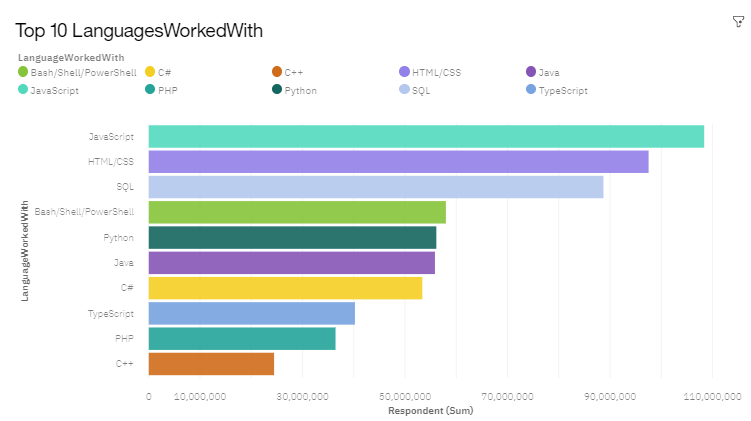 Top 10 LanguagesWorkedWith
LanguageWorkedWith
Bash/Shell/PowerShell C# C++ HTML/CSS Java
JavaScript PHP Python SQL TypeScript
LanguageWorkedWith
JavaScript
HTML/CSS
SQL
Bash/Shell/PowerShell
Python
Java
C#
TypeScript
PHP
C++
0 10,000,000 30,000,000 50,000,000 70,000,000 90,000,000 110,000,000
Respondent (Sum)